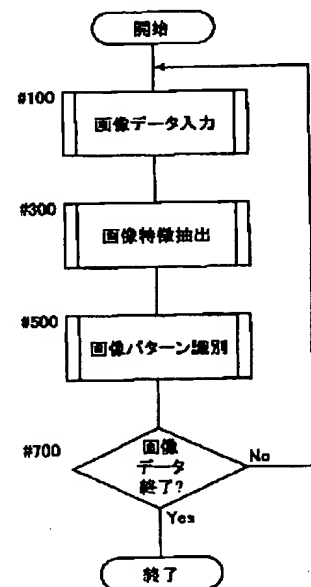 開始
#100
画像データ入力
#300
画像特徴抽出
#500
画像パターン識別
#700
画像
データ
終了?
No
Yes
終了